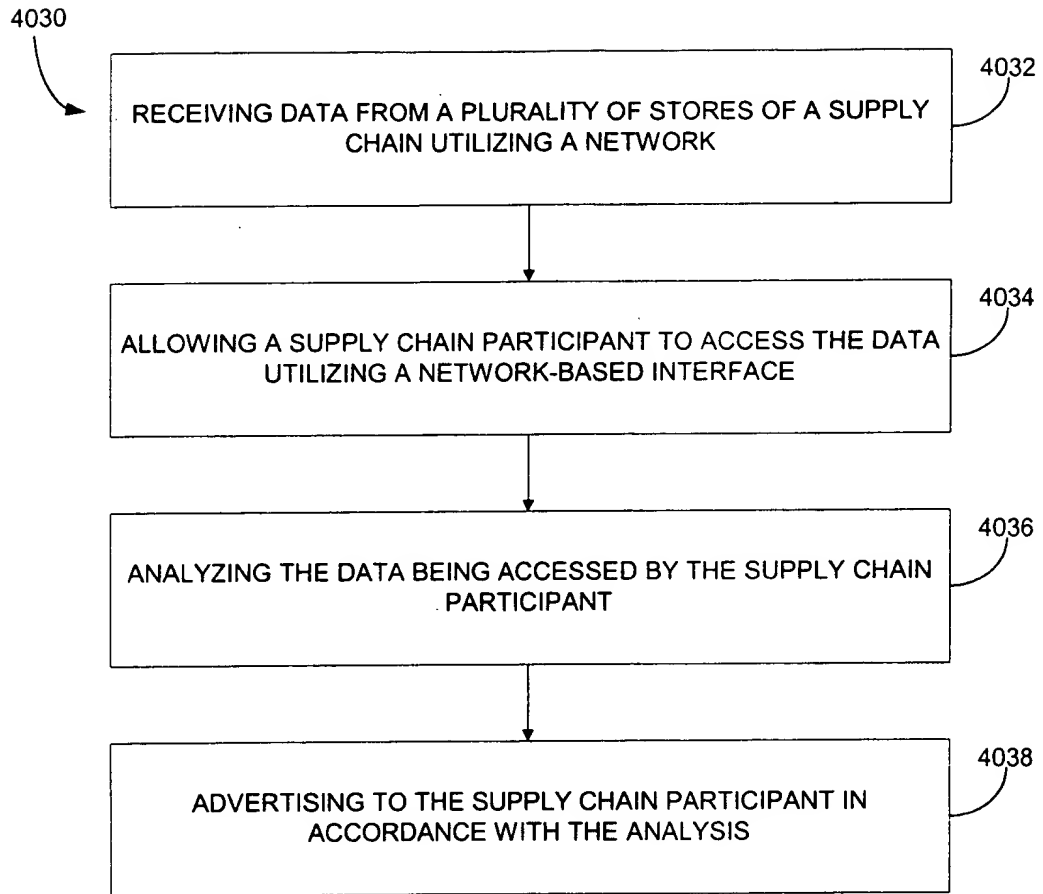 4030
4032
RECEIVING DATA FROM A PLURALITY OF STORES OF A SUPPLY
CHAIN UTILIZING A NETWORK
4034
ALLOWING A SUPPLY CHAIN PARTICIPANT TO ACCESS THE DATA
UTILIZING A NETWORK-BASED INTERFACE
4036
ANALYZING THE DATA BEING ACCESSED BY THE SUPPLY CHAIN
PARTICIPANT
4038
ADVERTISING TO THE SUPPLY CHAIN PARTICIPANT IN
ACCORDANCE WITH THE ANALYSIS